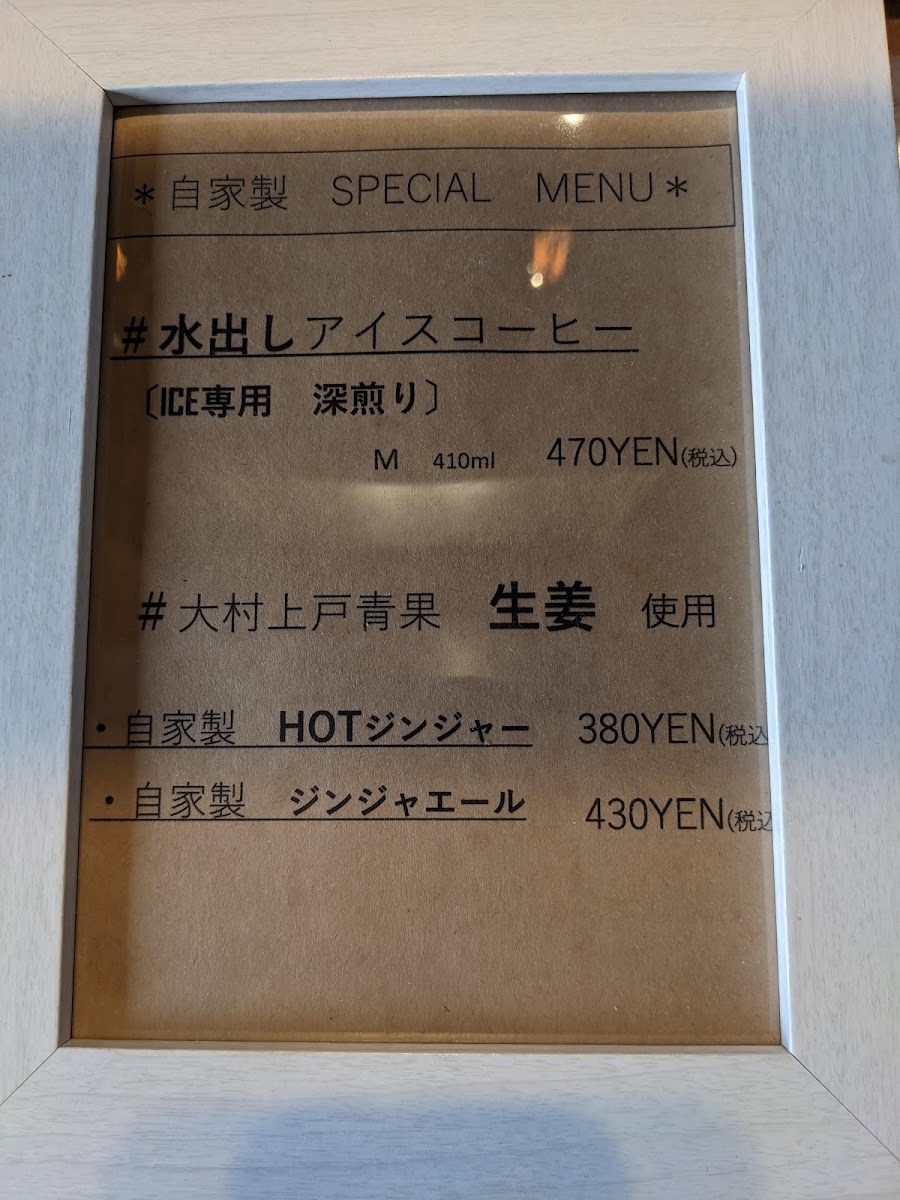 ＊自家製　SPECIAL　MENU＊
＃水出しアイスコーヒー
〔ICE専用　深煎り〕
M　410ml　470YEN(税込)
＃大村上戸青果　生姜　使用
・自家製　HOTジンジャー　380YEN(税込
・自家製　ジンジャエール　430YEN(税込